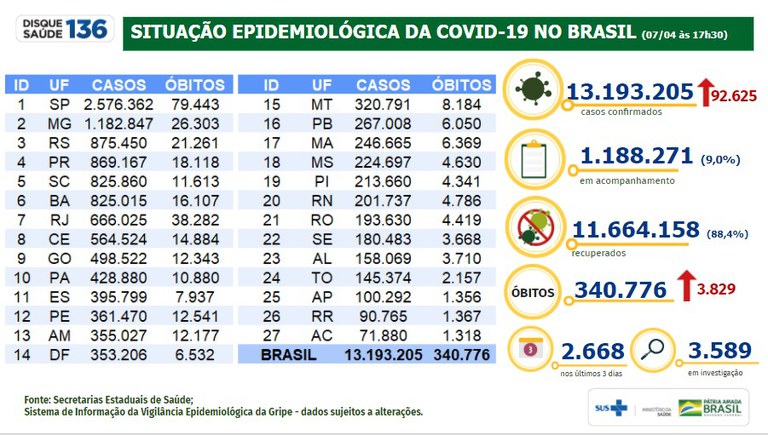 DISQUE
SAÚDE 136
SITUAÇÃO EPIDEMIOLÓGICA DA COVID-19 NO BRASIL (07/04 às 17h30)
ID UF CASOS ÓBITOS
1 SP 2.576.362 79.443
2 MG 1.182.847 26.303
3 RS 875.450 21.261
4 PR 869.167 18.118
5 SC 825.860 11.613
6 BA 825.015 16.107
7 RJ 666.025 38.282
8 CE 564.524 14.884
9 GO 498.522 12.343
10 PA 428.880 10.880
11 ES 395.799 7.937
12 PE 361.470 12.541
13 AM 355.027 12.177
14 DF 353.206 6.532
ID UF CASOS ÓBITOS
15 MT 320.791 8.184
16 PB 267.008 6.050
17 MA 246.665 6.369
18 MS 224.697 4.630
19 PI 213.660 4.341
20 RN 201.737 4.786
21 RO 193.630 4.419
22 SE 180.483 3.668
23 AL 158.069 3.710
24 TO 145.374 2.157
25 AP 100.292 1.356
26 RR 90.765 1.367
27 AC 71.880 1.318
BRASIL 13.193.205 340.776
13.193.205 92.625
casos confirmados
1.188.271 (9,0%)
em acompanhamento
11.664.158 (88,4%)
recuperados
ÓBITOS 340.776 3.829
3 2.668
nos últimos 3 dias
3.589
em investigação
Fonte: Secretarias Estaduais de Saúde;
Sistema de Informação da Vigilância Epidemiológica da Gripe - dados sujeitos a alterações.
SUS
MINISTÉRIO DA
SAÚDE
PÁTRIA AMADA
BRASIL
GOVERNO FEDERAL